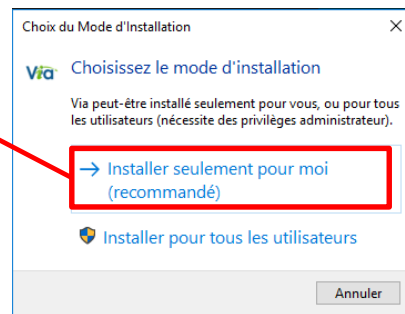 Choix du Mode d'Installation
Via Choisissez le mode d'installation
Via peut-être installé seulement pour vous, ou pour tous
les utilisateurs (nécessite des privilèges administrateur).
→ Installer seulement pour moi
(recommandé)
Installer pour tous les utilisateurs
Annuler